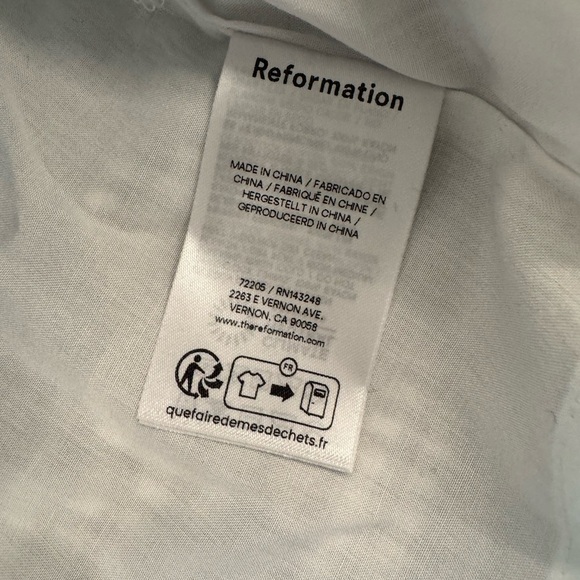 Reformation
MADE IN CHINA / FABRICADO EN
CHINA / FABRIQUÉ EN CHINE /
HERGESTELLT IN CHINA /
GEPRODUCEERD IN CHINA
72205 / RN143248
2263 E VERNON AVE.
VERNON, CA 90058
www.thereformation.com
FR
quefairedemesdechets.fr